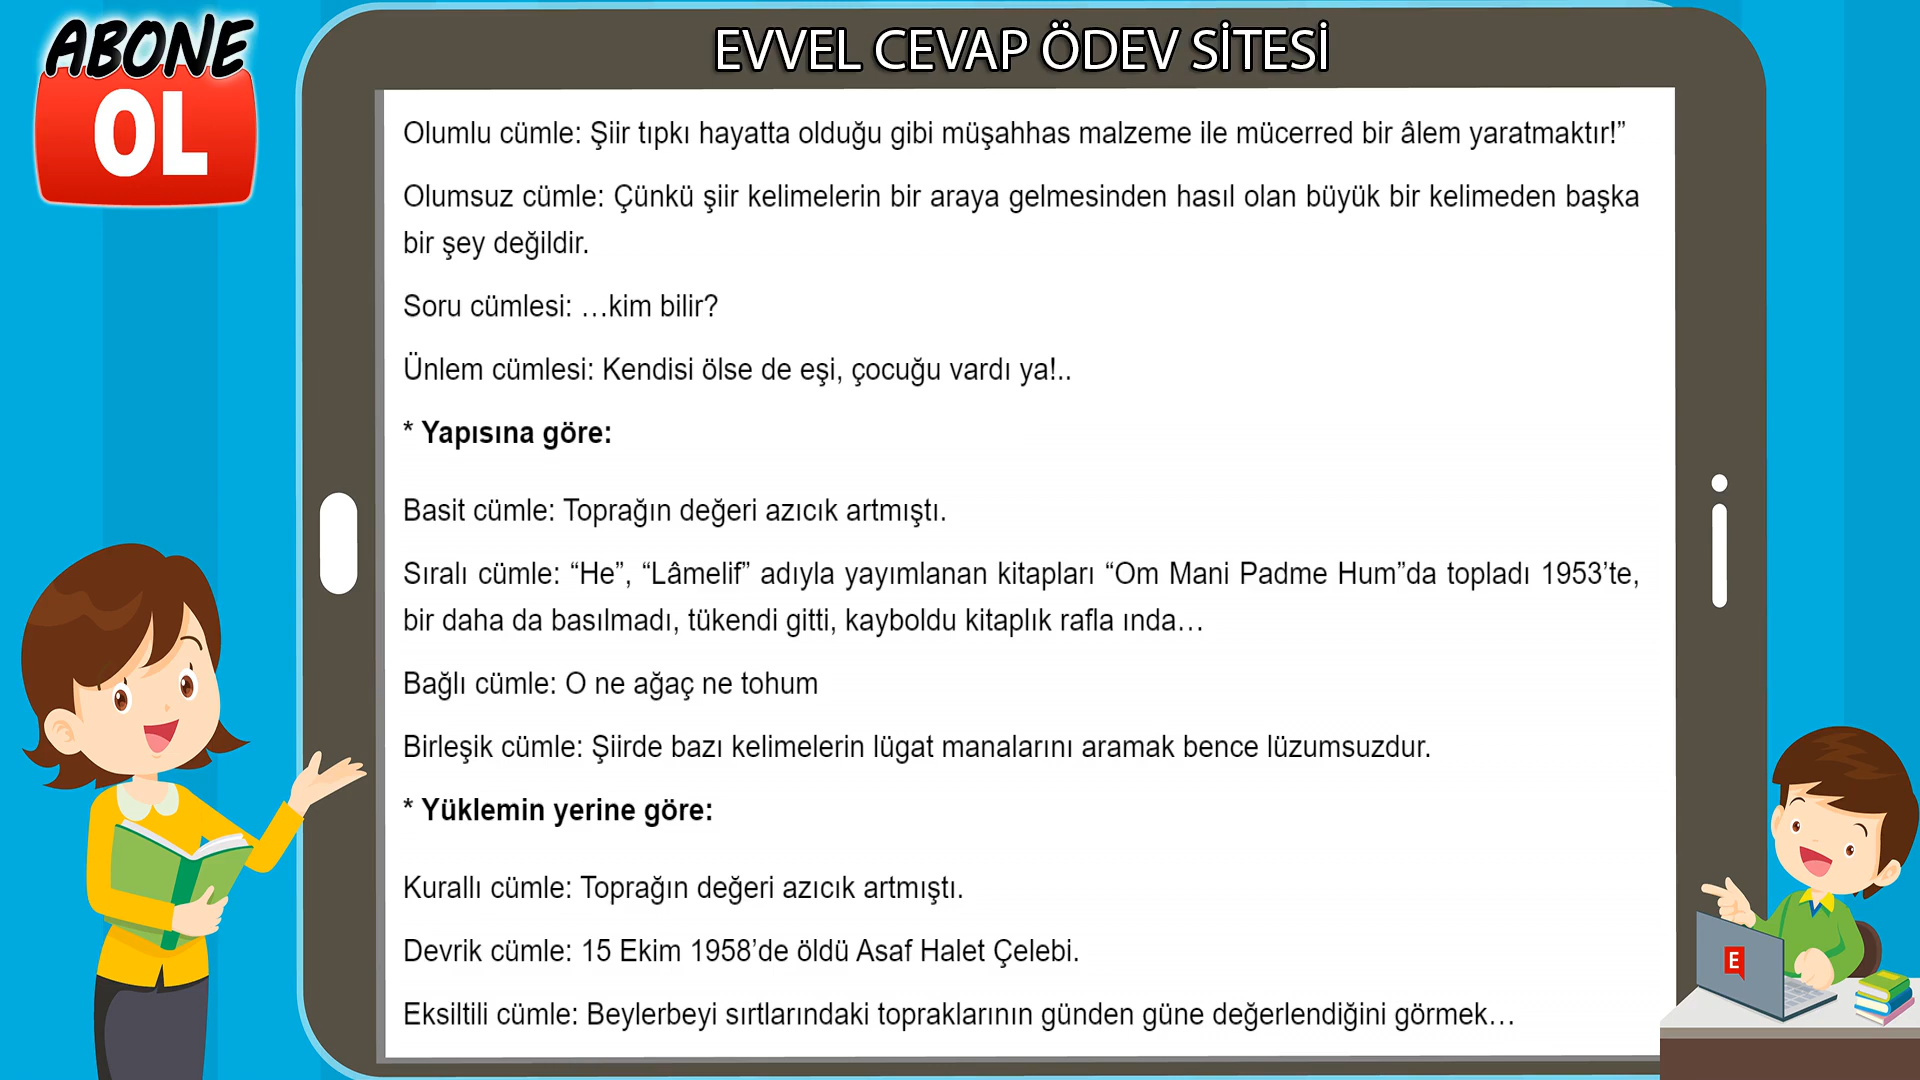 ABONE
OL
EVVEL CEVAP ÖDEV SİTESİ
Olumlu cümle: Şiir tıpkı hayatta olduğu gibi müşahhas malzeme ile mücerred bir âlem yaratmaktır!”
Olumsuz cümle: Çünkü şiir kelimelerin bir araya gelmesinden hasıl olan büyük bir kelimeden başka
bir şey değildir.
Soru cümlesi: …kim bilir?
Ünlem cümlesi: Kendisi ölse de eşi, çocuğu vardı ya!..
* Yapısına göre:
Basit cümle: Toprağın değeri azıcık artmıştı.
Sıralı cümle: “He”, “Lâmelif” adıyla yayımlanan kitapları “Om Mani Padme Hum”da topladı 1953’te,
bir daha da basılmadı, tükendi gitti, kayboldu kitaplık rafla ında…
Bağlı cümle: O ne ağaç ne tohum
Birleşik cümle: Şiirde bazı kelimelerin lügat manalarını aramak bence lüzumsuzdur.
* Yüklemin yerine göre:
Kurallı cümle: Toprağın değeri azıcık artmıştı.
Devrik cümle: 15 Ekim 1958’de öldü Asaf Halet Çelebi.
Eksiltili cümle: Beylerbeyi sırtlarındaki topraklarının günden güne değerlendiğini görmek…
E